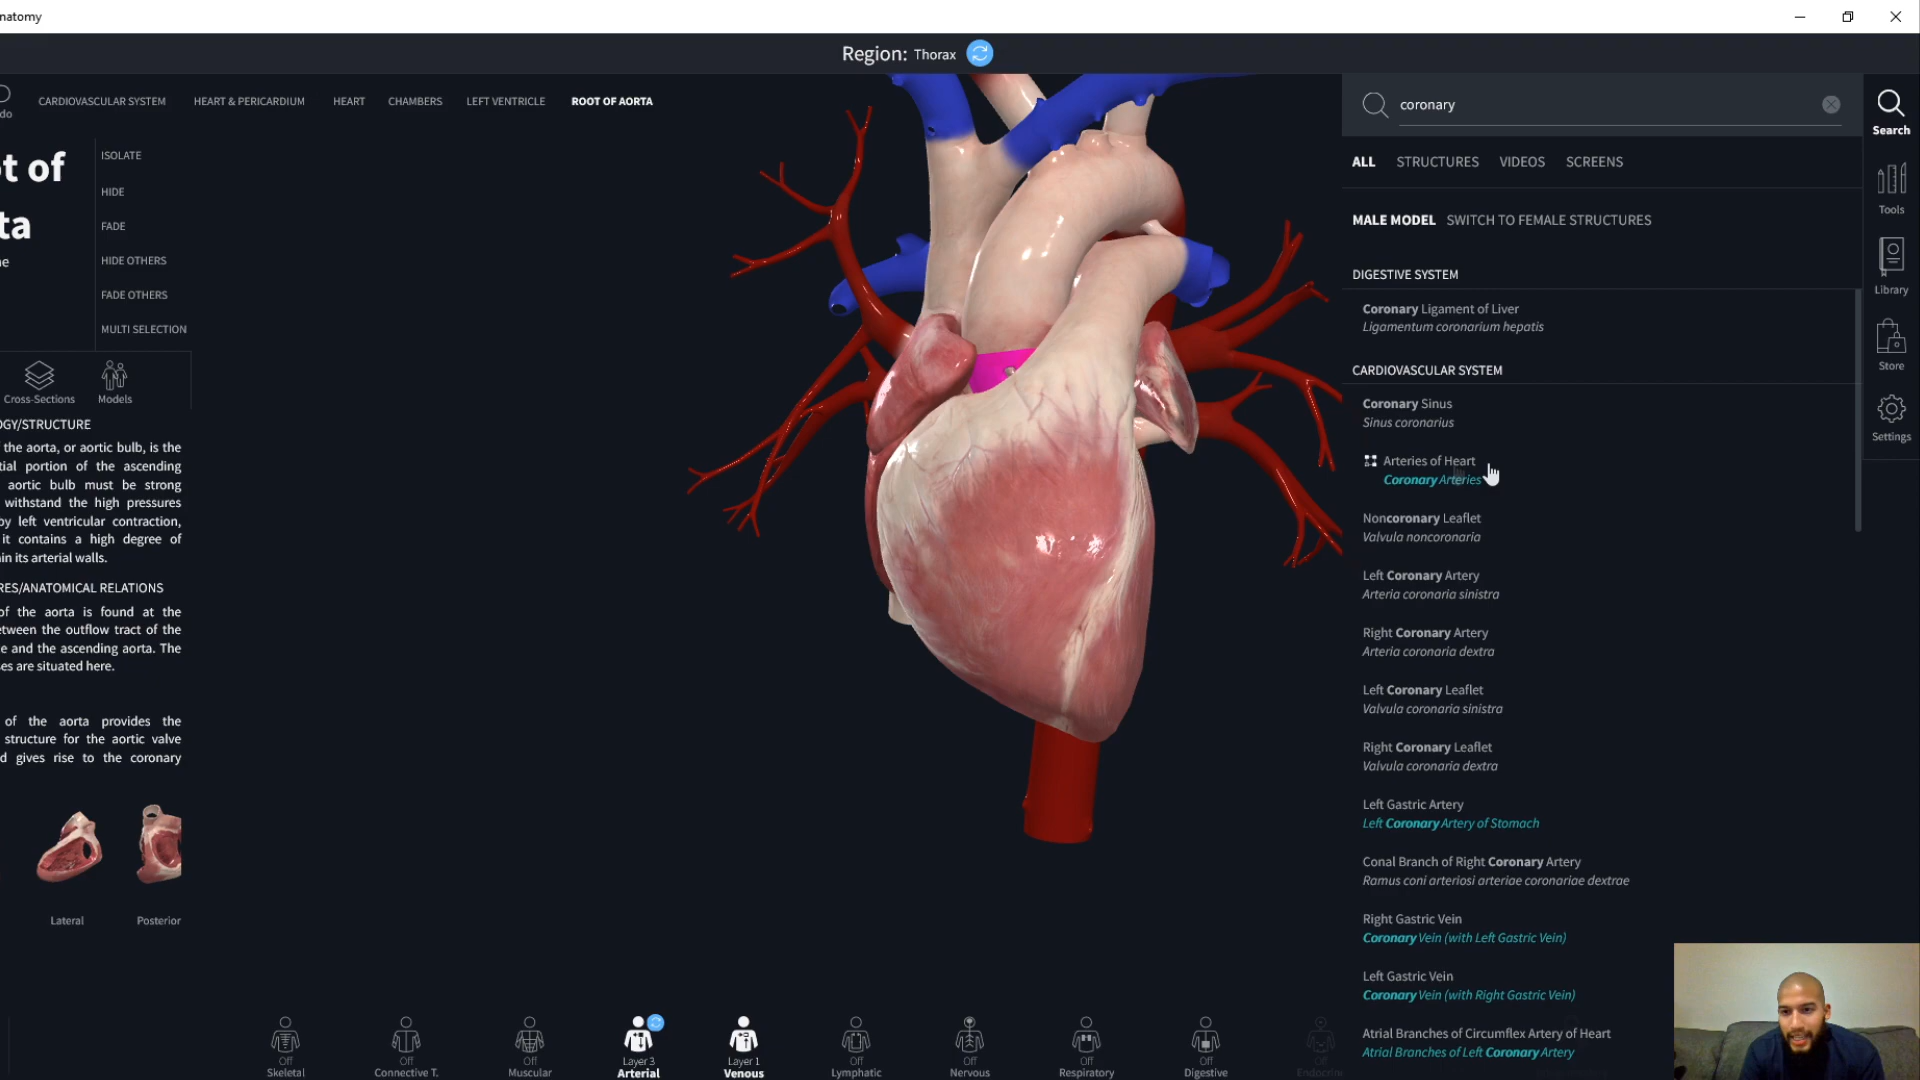 natomy
Region: Thorax
do
CARDIOVASCULAR SYSTEM HEART & PERICARDIUM HEART CHAMBERS LEFT VENTRICLE ROOT OF AORTA
t of
ta
e
ISOLATE
HIDE
FADE
HIDE OTHERS
FADE OTHERS
MULTI SELECTION
Cross-Sections Models
GY/STRUCTURE
the aorta, or aortic bulb, is the
tial portion of the ascending
aortic bulb must be strong
withstand the high pressures
by left ventricular contraction,
it contains a high degree of
in its arterial walls.
RES/ANATOMICAL RELATIONS
of the aorta is found at the
etween the outflow tract of the
e and the ascending aorta. The
es are situated here.
of the aorta provides the
structure for the aortic valve
d gives rise to the coronary
Lateral Posterior
Off
Skeletal
Off
Connective T.
Off
Muscular
Layer 3
Arterial
Layer 1
Venous
Off
Lymphatic
Off
Nervous
Off
Respiratory
Off
Digestive
Off
Endocrine
coronary
ALL STRUCTURES VIDEOS SCREENS
MALE MODEL SWITCH TO FEMALE STRUCTURES
DIGESTIVE SYSTEM
Coronary Ligament of Liver
Ligamentum coronarium hepatis
CARDIOVASCULAR SYSTEM
Coronary Sinus
Sinus coronarius
Arteries of Heart
Coronary Arteries
Noncoronary Leaflet
Valvula noncoronaria
Left Coronary Artery
Arteria coronaria sinistra
Right Coronary Artery
Arteria coronaria dextra
Left Coronary Leaflet
Valvula coronaria sinistra
Right Coronary Leaflet
Valvula coronaria dextra
Left Gastric Artery
Left Coronary Artery of Stomach
Conal Branch of Right Coronary Artery
Ramus coni arteriosi arteriae coronariae dextrae
Right Gastric Vein
Coronary Vein (with Left Gastric Vein)
Left Gastric Vein
Coronary Vein (with Right Gastric Vein)
Atrial Branches of Circumflex Artery of Heart
Atrial Branches of Left Coronary Artery
Search
Tools
Library
Store
Settings